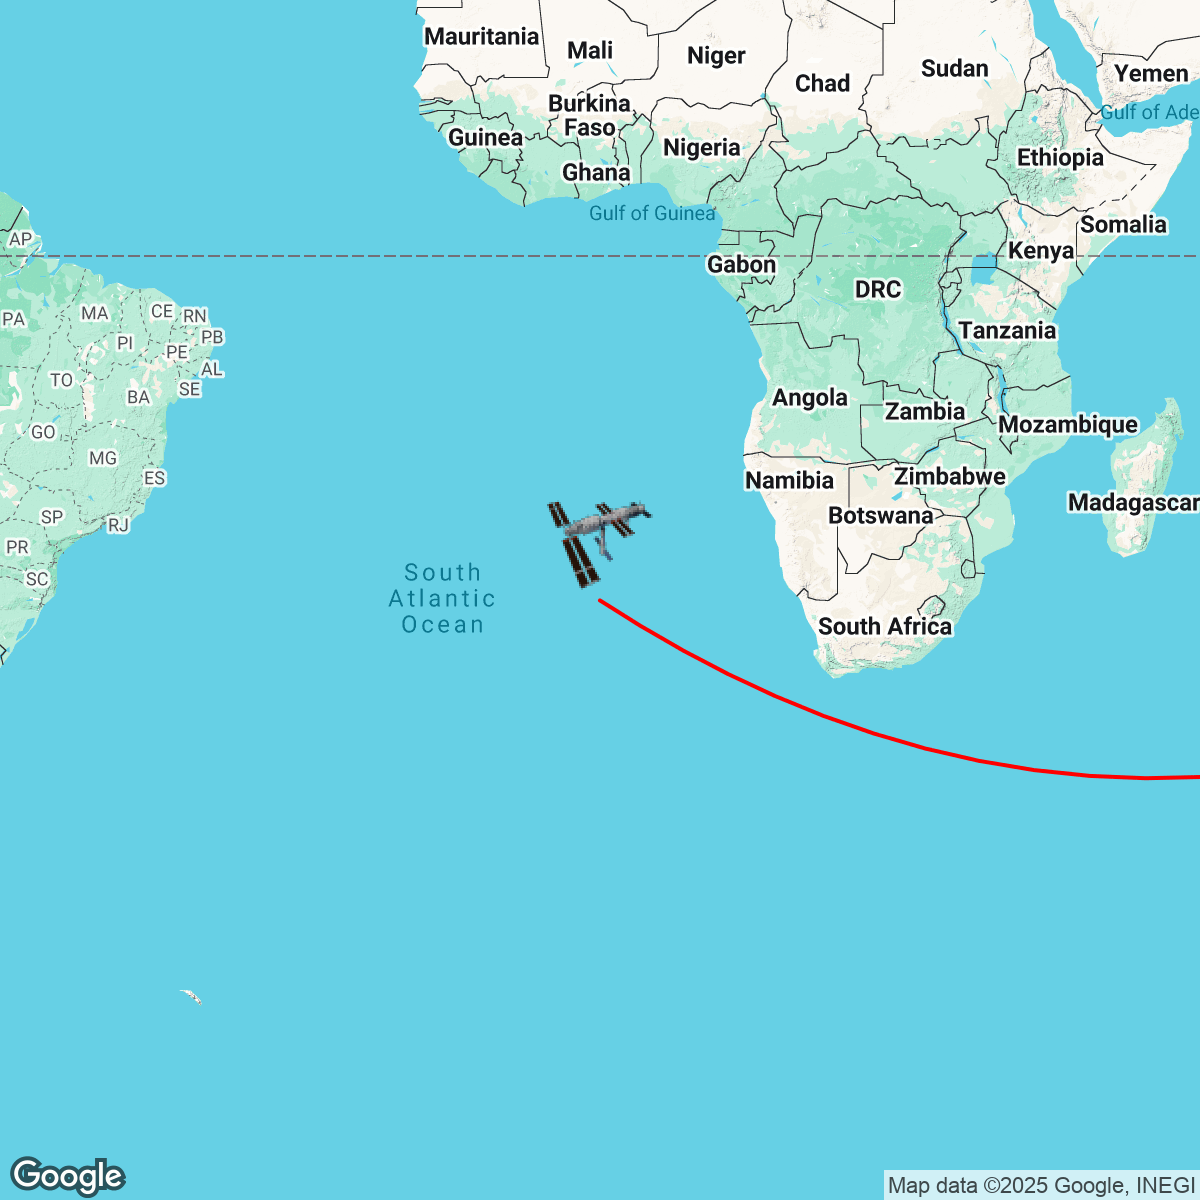 Mauritania
Mali
Niger
Chad
Sudan
Yemen
Burkina
Faso
Guinea
Ghana
Nigeria
Ethiopia
Gulf of Ade
Gulf of Guinea
Somalia
AP
Gabon
Kenya
DRC
PA
MA
CE
RN
PI
PB
PE
Tanzania
AL
TO
SE
BA
Angola
Zambia
Mozambique
GO
MG
ES
Namibia
Zimbabwe
Madagascar
SP
RJ
Botswana
PR
SC
South
Atlantic
Ocean
South Africa
Google
Map data ©2025 Google, INEGI